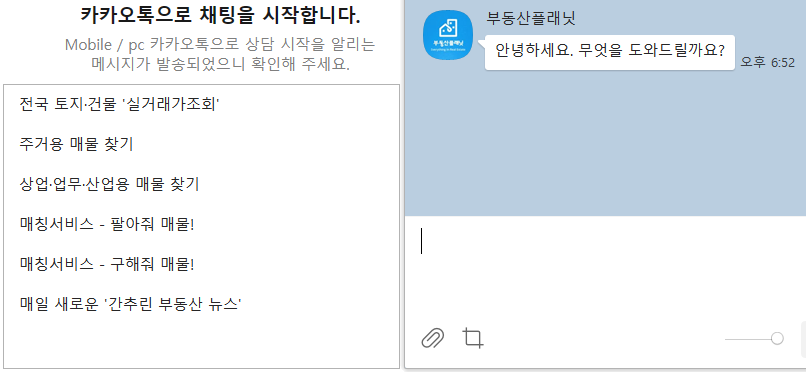 카카오톡으로 채팅을 시작합니다.
Mobile / pc 카카오톡으로 상담 시작을 알리는
메시지가 발송되었으니 확인해 주세요.
전국 토지·건물 '실거래가조회'
주거용 매물 찾기
상업·업무·산업용 매물 찾기
매칭서비스 - 팔아줘 매물!
매칭서비스 - 구해줘 매물!
매일 새로운 '간추린 부동산 뉴스'
부동산플래닛
부동산플래닛
안녕하세요. 무엇을 도와드릴까요?
오후 6:52